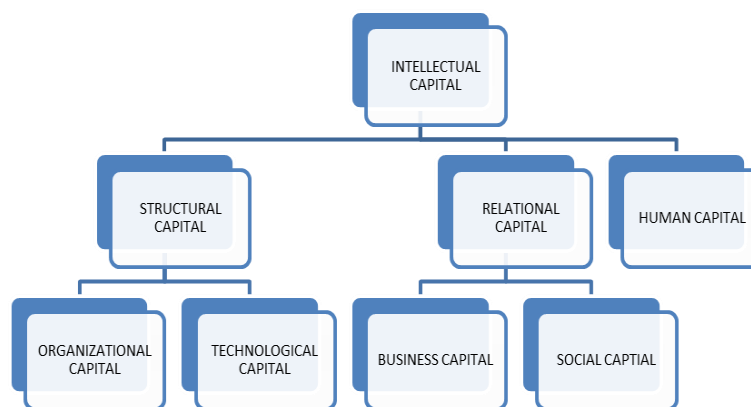 INTELLECTUAL
CAPITAL
STRUCTURAL
CAPITAL
RELATIONAL
CAPITAL
HUMAN CAPITAL
ORGANIZATIONAL
CAPITAL
TECHNOLOGICAL
CAPITAL
BUSINESS CAPITAL
SOCIAL CAPTIAL